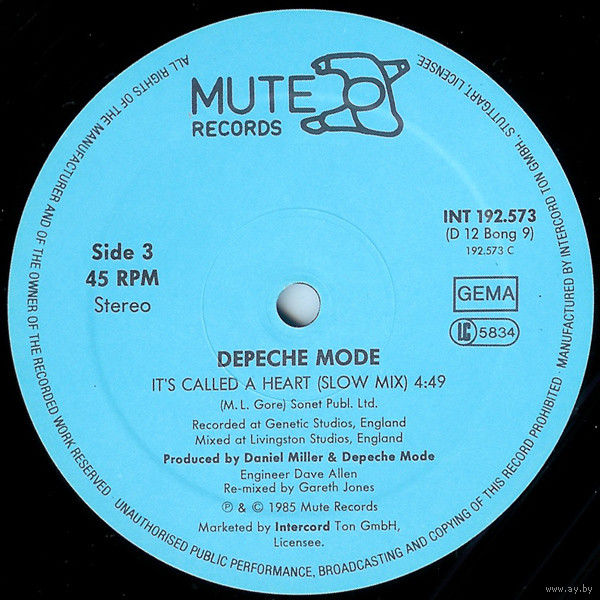 MUTE
RECORDS
Side 3
45 RPM
Stereo
INT 192.573
(D 12 Bong 9)
192.573 C
GEMA
LC 5834
DEPECHE MODE
IT'S CALLED A HEART (SLOW MIX) 4:49
(M. L. Gore) Sonet Publ. Ltd.
Recorded at Genetic Studios, England
Mixed at Livingston Studios, England
Produced by Daniel Miller & Depeche Mode
Engineer Dave Allen
Re-mixed by Gareth Jones
Ⓟ & © 1985 Mute Records
Marketed by Intercord Ton GmbH,
Licensee.
ALL RIGHTS OF THE MANUFACTURER AND OF THE OWNER OF THE RECORDED WORK RESERVED · UNAUTHORISED PUBLIC PERFORMANCE, BROADCASTING AND COPYING OF THIS RECORD PROHIBITED · MANUFACTURED BY INTERCORD TON GMBH., STUTTGART, LICENSEE.
www.ay.by